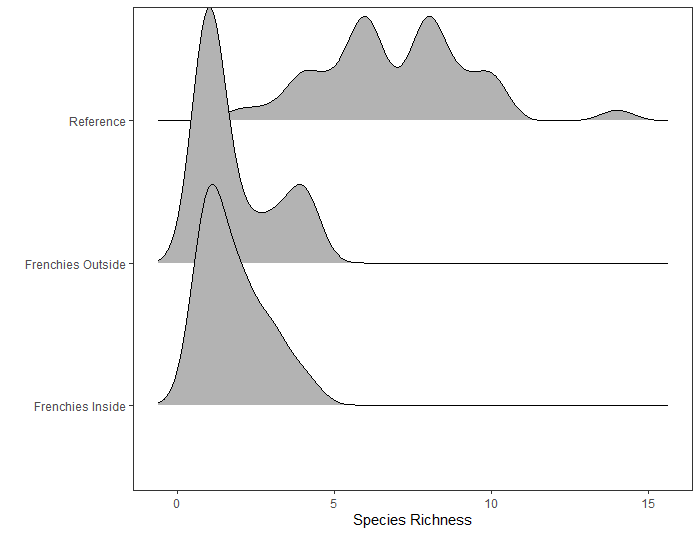 Reference
Frenchies Outside
Frenchies Inside
0 5 10 15
Species Richness